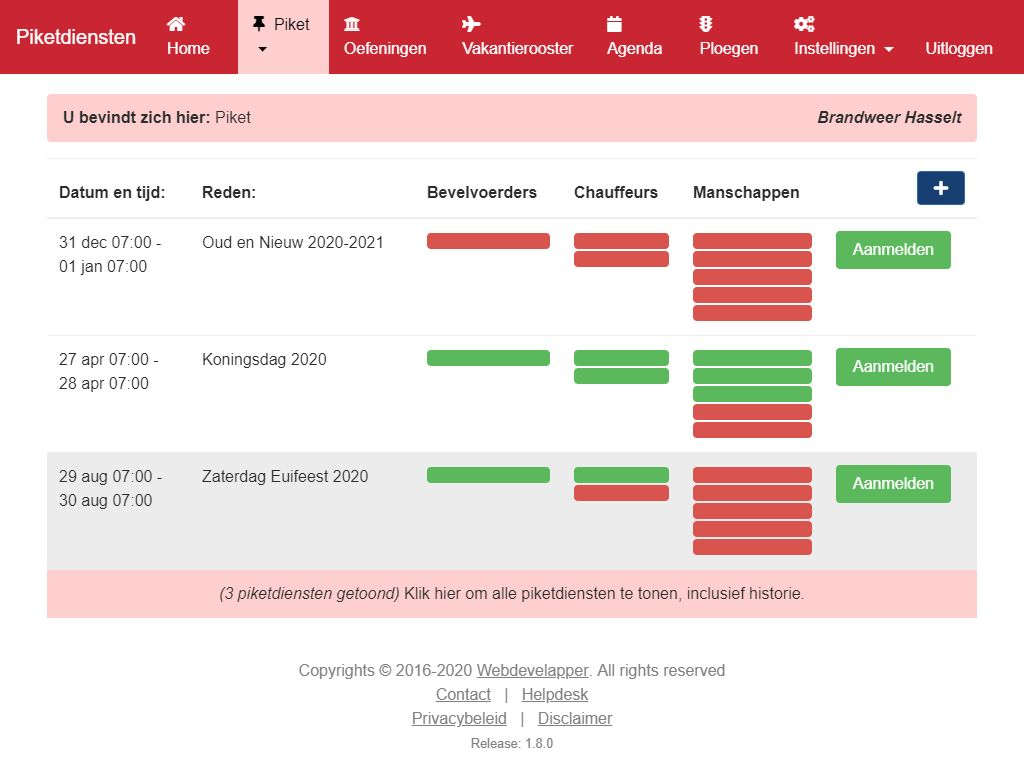 Piketdiensten
Home
Piket
Oefeningen
Vakantierooster
Agenda
Ploegen
Instellingen
Uitloggen
U bevindt zich hier: Piket
Brandweer Hasselt
Datum en tijd: Reden: Bevelvoerders Chauffeurs Manschappen
31 dec 07:00 -
01 jan 07:00
Oud en Nieuw 2020-2021
Aanmelden
27 apr 07:00 -
28 apr 07:00
Koningsdag 2020
Aanmelden
29 aug 07:00 -
30 aug 07:00
Zaterdag Euifeest 2020
Aanmelden
(3 piketdiensten getoond) Klik hier om alle piketdiensten te tonen, inclusief historie.
Copyrights © 2016-2020 Webdevelapper. All rights reserved
Contact | Helpdesk
Privacybeleid | Disclaimer
Release: 1.8.0